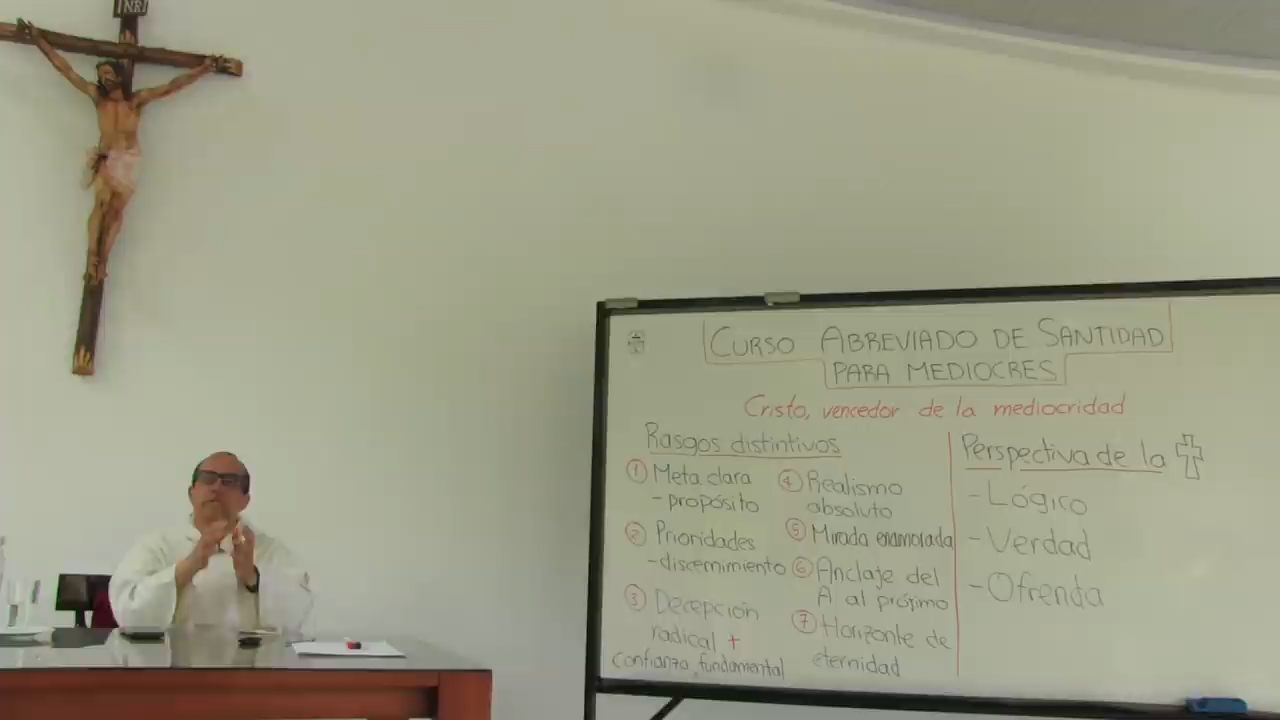 INRI
CURSO ABREVIADO DE SANTIDAD
PARA MEDIOCRES
Cristo, vencedor de la mediocridad
Rasgos distintivos
① Meta clara
- propósito
② Prioridades
- discernimiento
③ Decepción
radical +
confianza fundamental
④ Realismo
absoluto
⑤ Mirada enamorada
⑥ Anclaje del
A al prójimo
⑦ Horizonte de
eternidad
Perspectiva de la
- Lógico
- Verdad
- Ofrenda